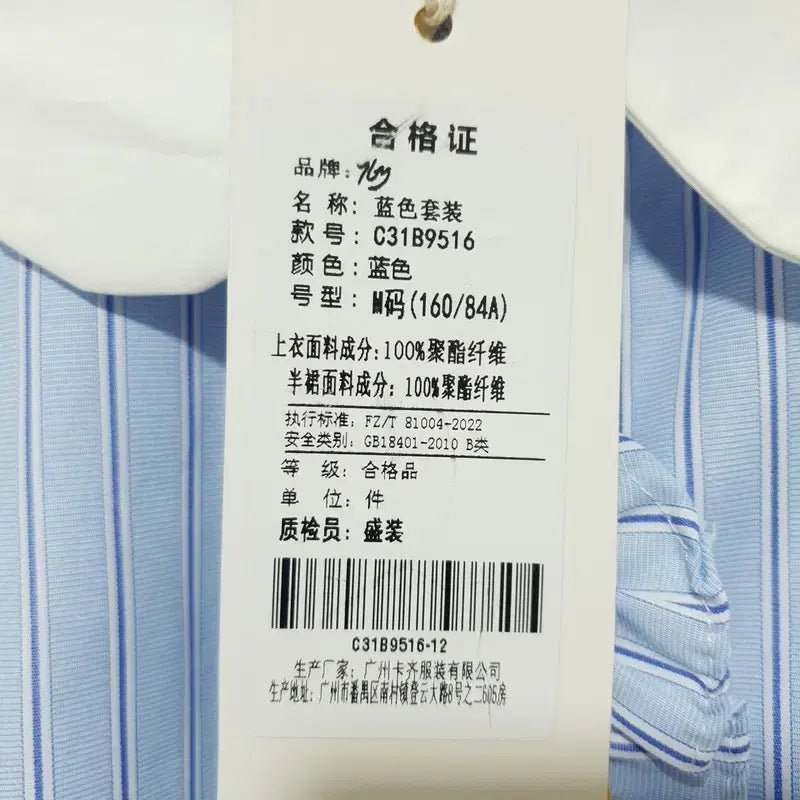 合格证
品牌:
名 称: 蓝色套装
款 号: C31B9516
颜 色: 蓝色
号 型: M码(160/84A)
上衣面料成分:100%聚酯纤维
半裙面料成分: 100%聚酯纤维
执行标准: FZ/T 81004-2022
安全类别: GB18401-2010 B类
等 级: 合格品
单 位: 件
质检员: 盛装
C31B9516-12
生产厂家: 广州卡齐服装有限公司
生产地址: 广州市番禺区南村镇登云大路8号之二605房